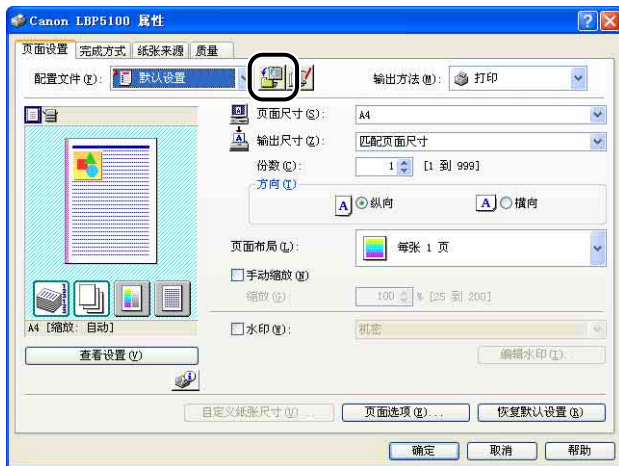 Canon LBP5100 属性
页面设置 完成方式 纸张来源 质量
配置文件(F): 默认设置 输出方法(M): 打印
页面尺寸(S): A4
输出尺寸(Z): 匹配页面尺寸
份数(C): 1 [1 到 999]
方向(T)
A 纵向 A 横向
页面布局(L): 每张 1 页
手动缩放(N)
缩放(G): 100 % [25 到 200]
A4 [缩放: 自动]
水印(W): 机密
查看设置(V) 编辑水印(I)...
自定义纸张尺寸(U)... 页面选项(E)... 恢复默认设置(R)
确定 取消 帮助